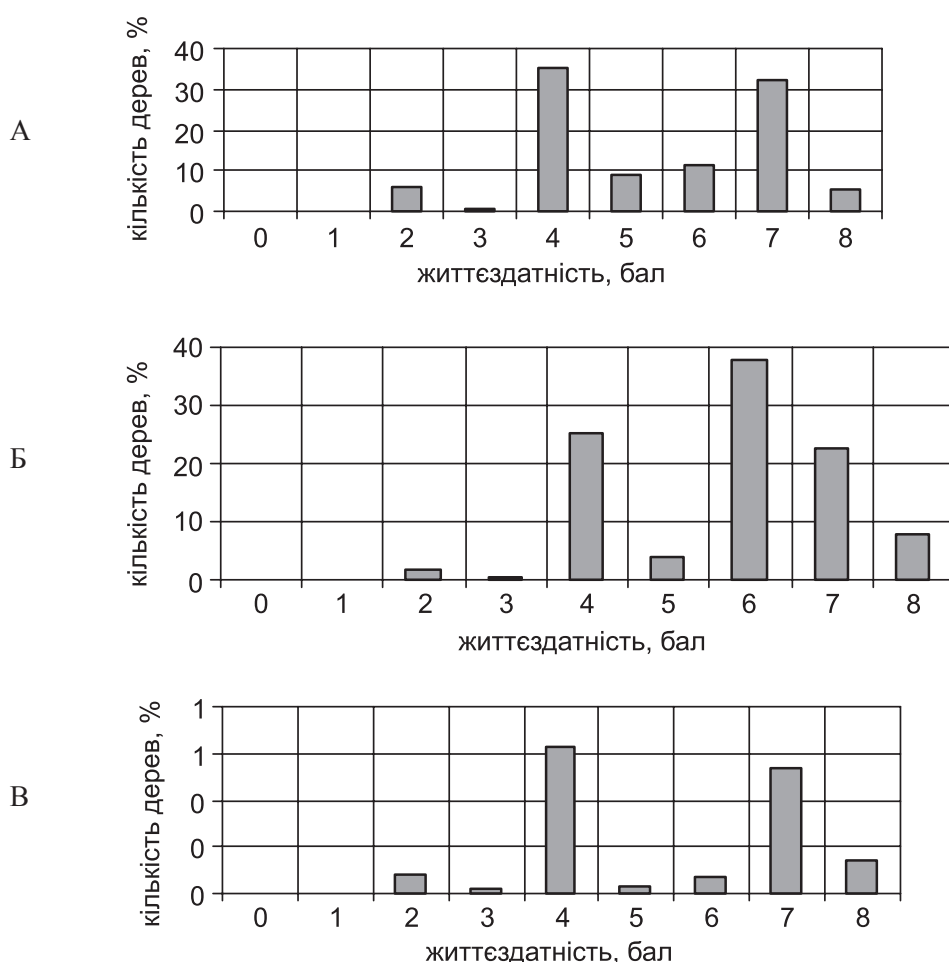 А
кількість дерев, %
40
30
20
10
0
0 1 2 3 4 5 6 7 8
життєздатність, бал
Б
кількість дерев, %
40
30
20
10
0
0 1 2 3 4 5 6 7 8
життєздатність, бал
В
кількість дерев, %
1
1
0
0
0
0 1 2 3 4 5 6 7 8
життєздатність, бал